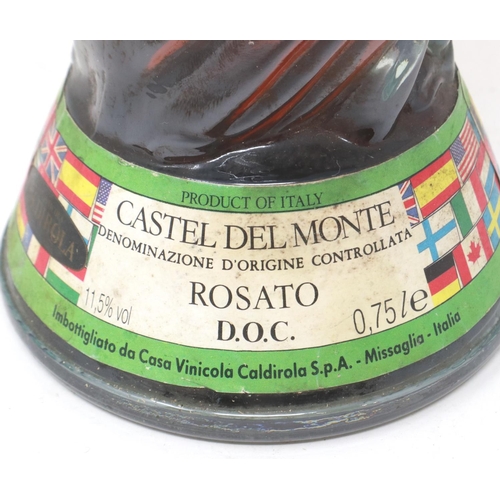 PRODUCT OF ITALY
CASTEL DEL MONTE
DENOMINAZIONE D'ORIGINE CONTROLLATA
ROSATO
11,5% vol
D.O.C.
0,75 l e
Imbottigliato da Casa Vinicola Caldirola S.p.A. - Missaglia - Italia